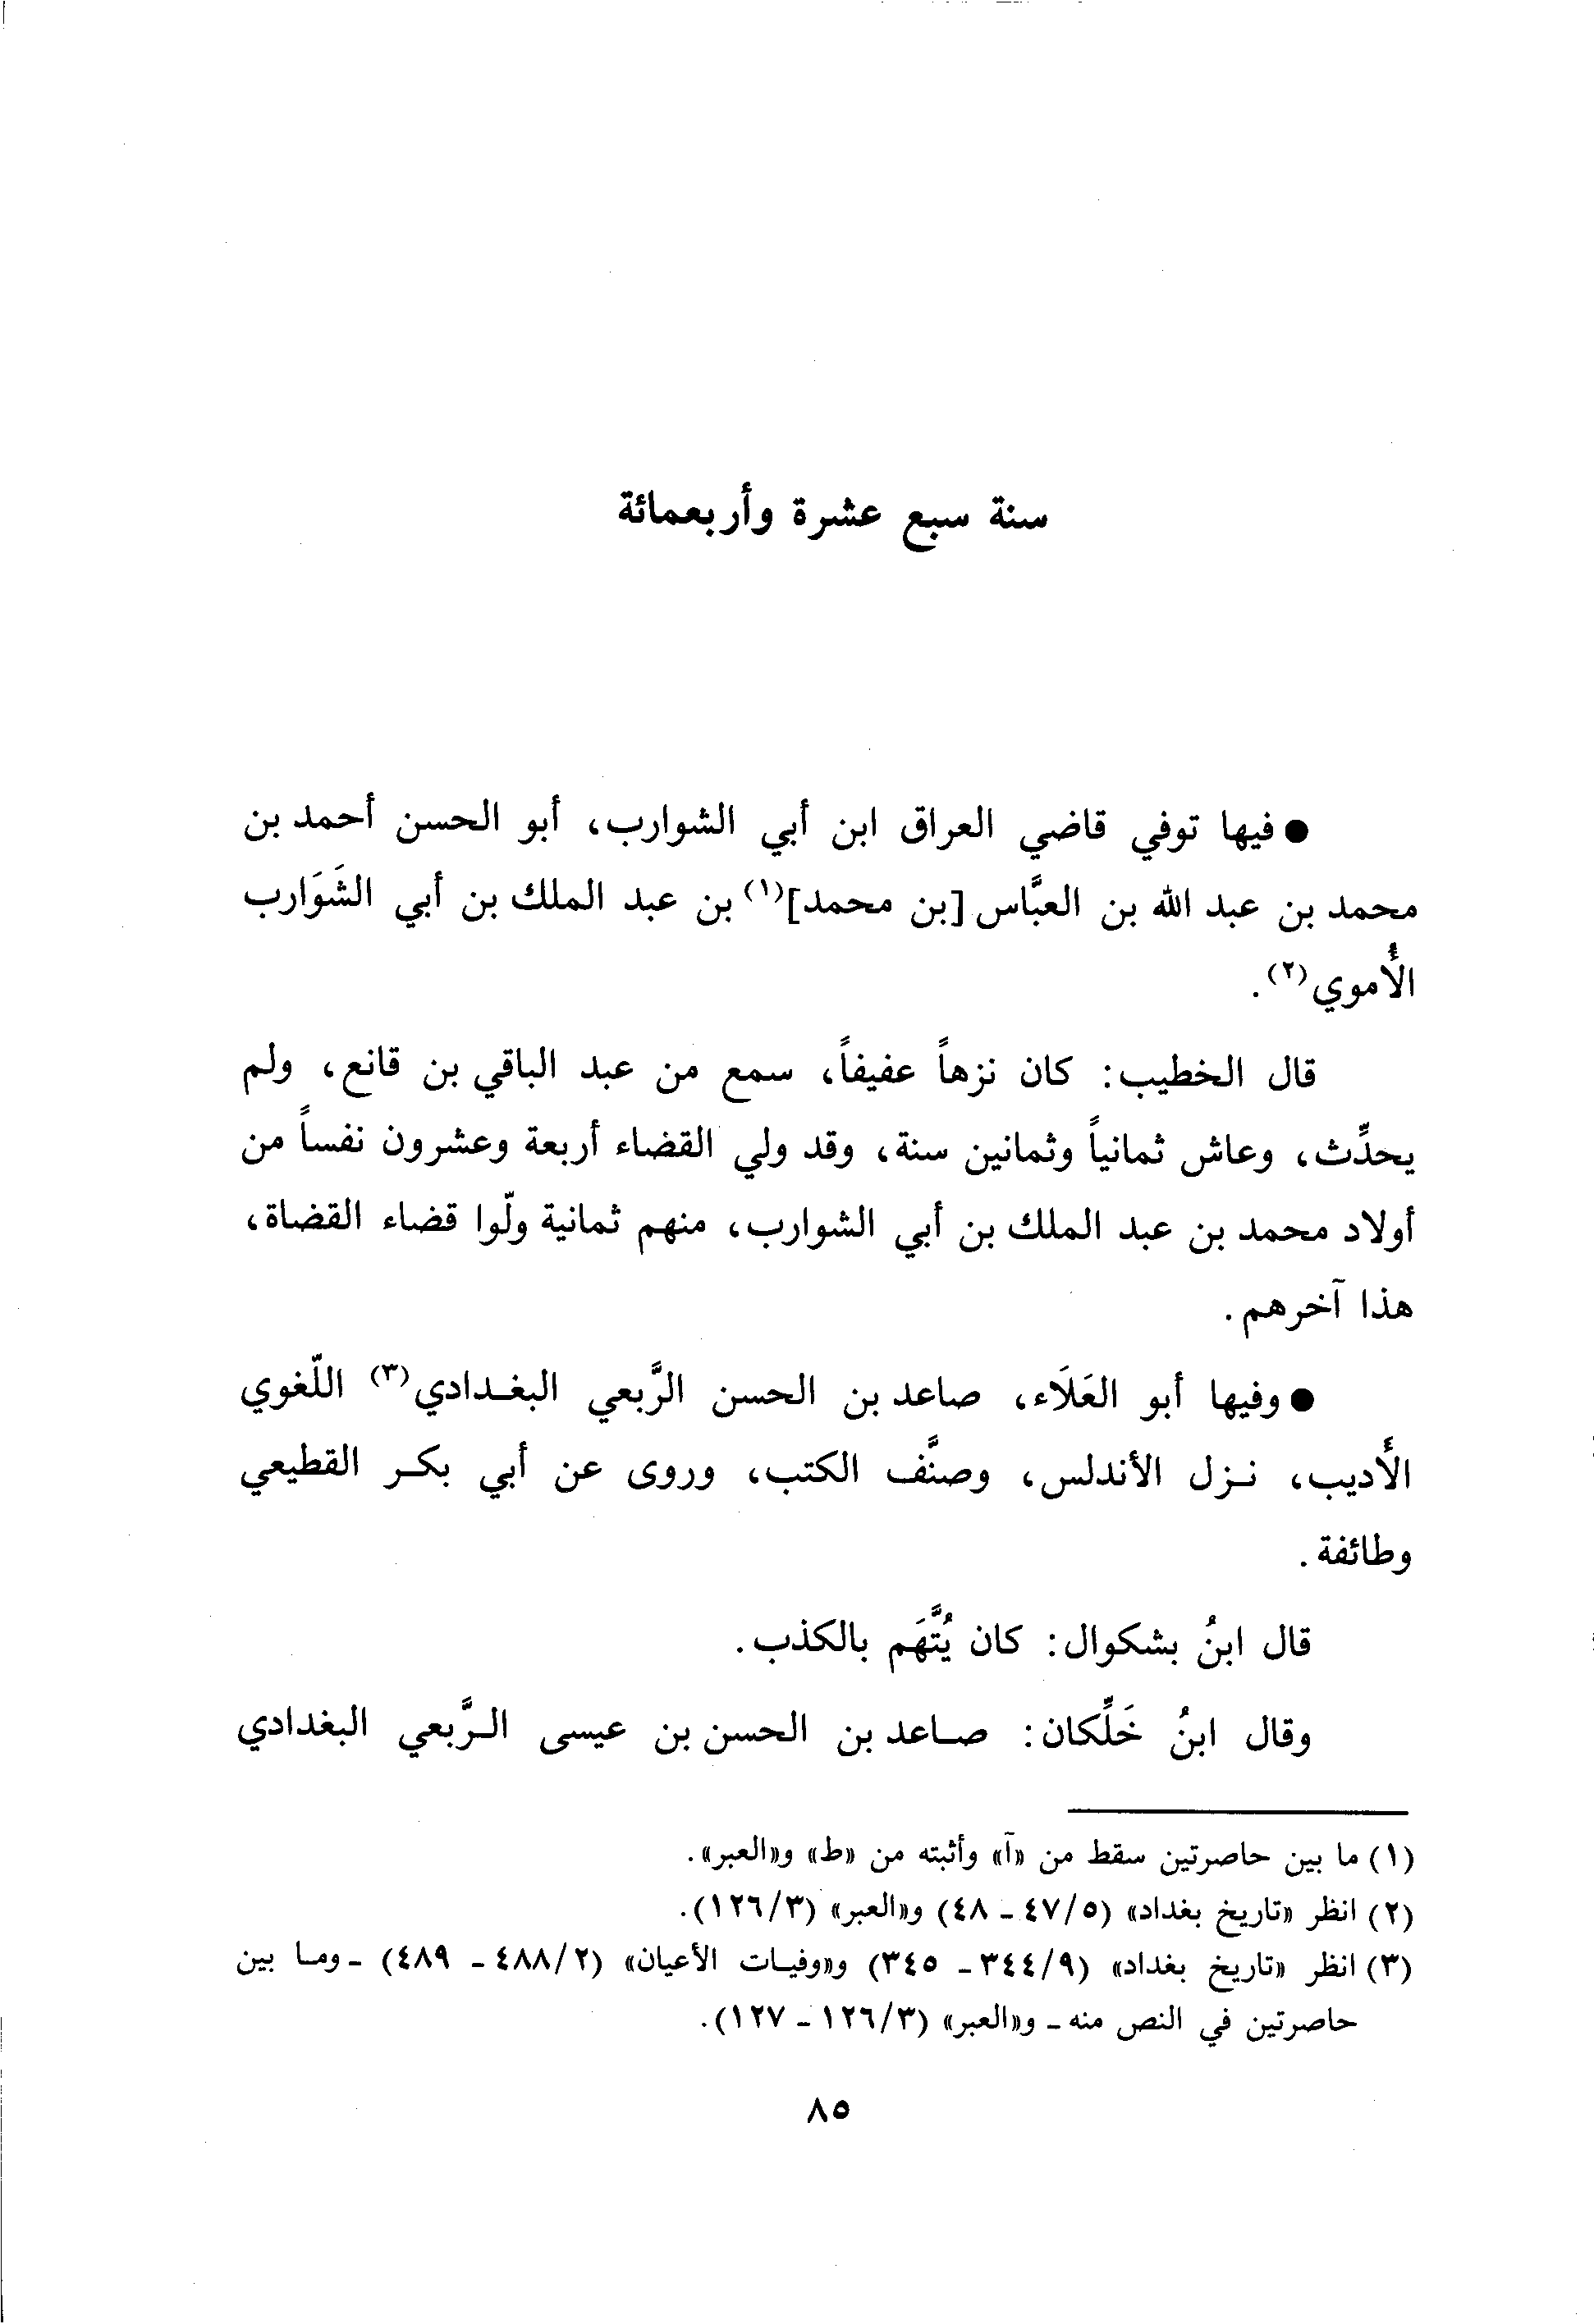 سنة سبع عشرة وأربعمائة
● فيها توفي قاضي العراق ابن أبي الشوارب، أبو الحسن أحمد بن
محمد بن عبد الله بن العبَّاس [بن محمد](١) بن عبد الملك بن أبي الشَوَارب
الأُموي(٢).
قال الخطيب: كان نزهاً عفيفاً، سمع من عبد الباقي بن قانع، ولم
يحدِّث، وعاش ثمانياً وثمانين سنة، وقد ولي القضاء أربعة وعشرون نفساً من
أولاد محمد بن عبد الملك بن أبي الشوارب، منهم ثمانية ولّوا قضاء القضاة،
هذا آخرهم.
● وفيها أبو العَلَاء، صاعد بن الحسن الرَّبعي البغـدادي(٣) اللّغوي
الأَديب، نـزل الأندلس، وصنَّف الكتب، وروى عن أبي بكـر القطيعي
وطائفة.
قال ابنُ بشكوال: كان يُتَّهَم بالكذب.
وقال ابنُ خَلِّكان: صـاعد بن الحسن بن عيسى الـرَّبعي البغدادي
(١) ما بين حاصرتين سقط من «آ» وأثبته من «ط» و«العبر».
(٢) انظر «تاريخ بغداد» (٥/٤٧ - ٤٨) و«العبر» (٣/١٢٦).
(٣) انظر «تاريخ بغداد» (٩/٣٤٤ - ٣٤٥) و«وفيـات الأعيان» (٢/٤٨٨ - ٤٨٩) - ومـا بين
حاصرتين في النص منه - و«العبر» (٣/١٢٦ - ١٢٧).
٨٥